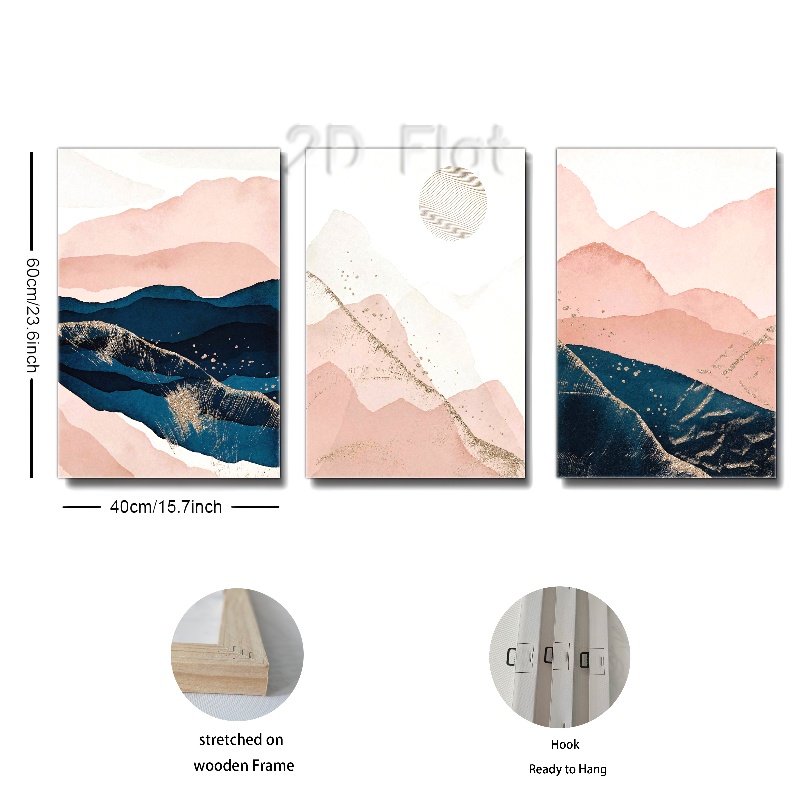 2D Flat
60cm/23.6inch
40cm/15.7inch
stretched on
wooden Frame
Hook
Ready to Hang